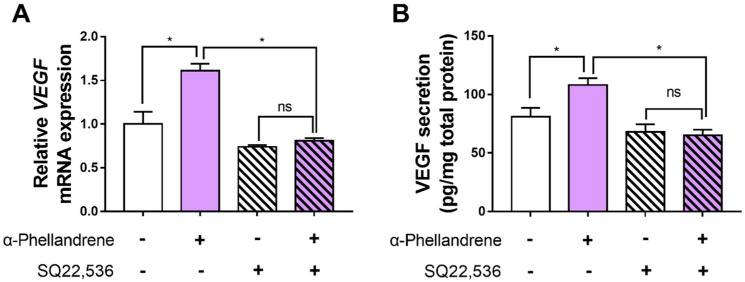 A
Relative VEGF
mRNA expression
2.0
1.5
1.0
0.5
0.0
*
*
ns
α-Phellandrene - + - +
SQ22,536 - - + +
B
VEGF secretion
(pg/mg total protein)
150
100
50
0
*
*
ns
α-Phellandrene - + - +
SQ22,536 - - + +